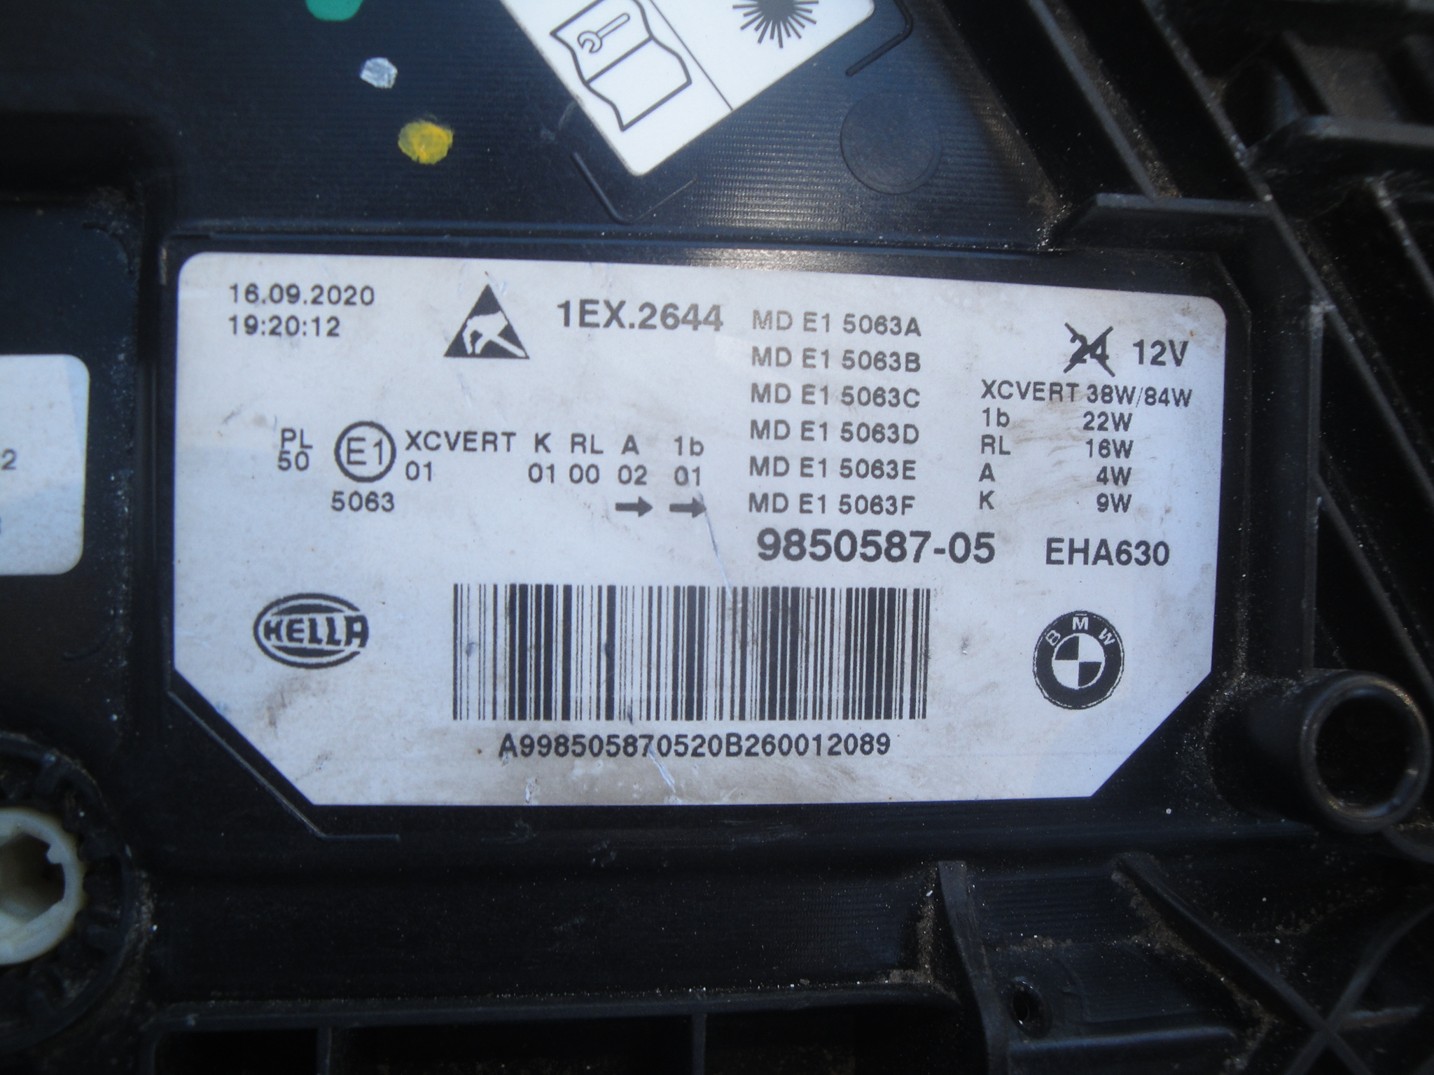 16.09.2020
19:20:12
1EX.2644
MD E1 5063A
MD E1 5063B
MD E1 5063C
MD E1 5063D
MD E1 5063E
MD E1 5063F
24 12V
XCVERT 38W/84W
1b 22W
RL 16W
A 4W
K 9W
PL
50
E1
5063
XCVERT K RL A 1b
01 01 00 02 01
→ →
9850587-05 EHA630
HELLA
BMW
A998505870520B260012089
2